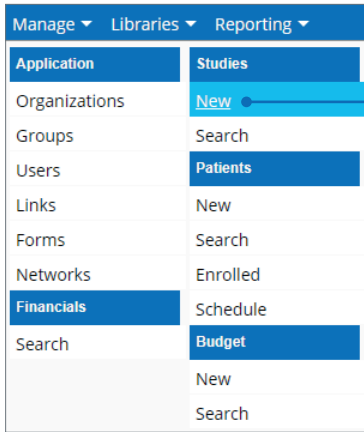 Manage Libraries Reporting
Application
Organizations
Groups
Users
Links
Forms
Networks
Financials
Search
Studies
New
Search
Patients
New
Search
Enrolled
Schedule
Budget
New
Search